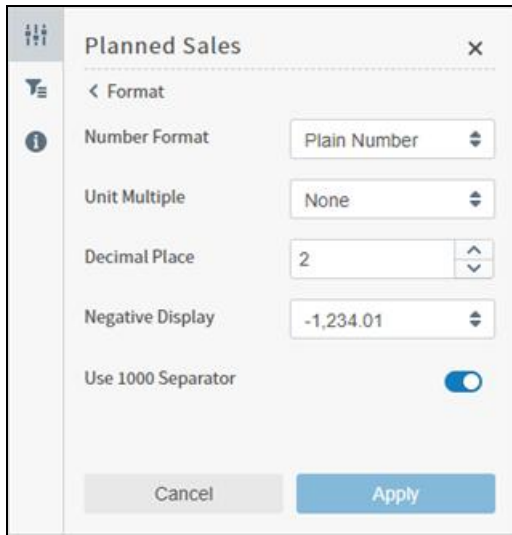 Planned Sales
Format
Number Format Plain Number
Unit Multiple None
Decimal Place 2
Negative Display -1,234.01
Use 1000 Separator
Cancel Apply